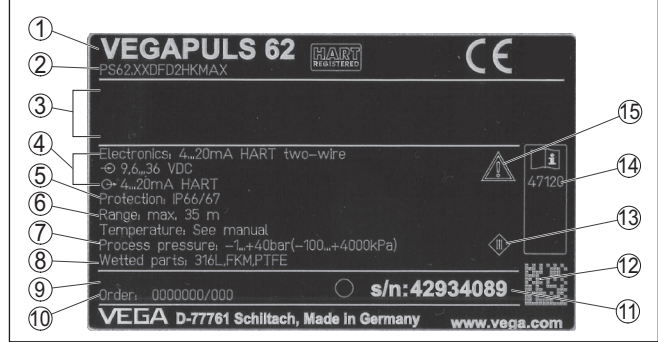 1
VEGAPULS 62
HART
REGISTERED
CE
2
PS62.XXDFD2HKMAX
3
15
4
Electronics: 4...20mA HART two-wire
9,6...36 VDC
4...20mA HART
i
47120
14
5
Protection: IP66/67
6
Range: max. 35 m
Temperature: See manual
13
7
Process pressure: -1...+40bar(-100...+4000kPa)
8
Wetted parts: 316L,FKM,PTFE
12
9
s/n:42934089
11
10
Order: 0000000/000
VEGA D-77761 Schiltach, Made in Germany www.vega.com